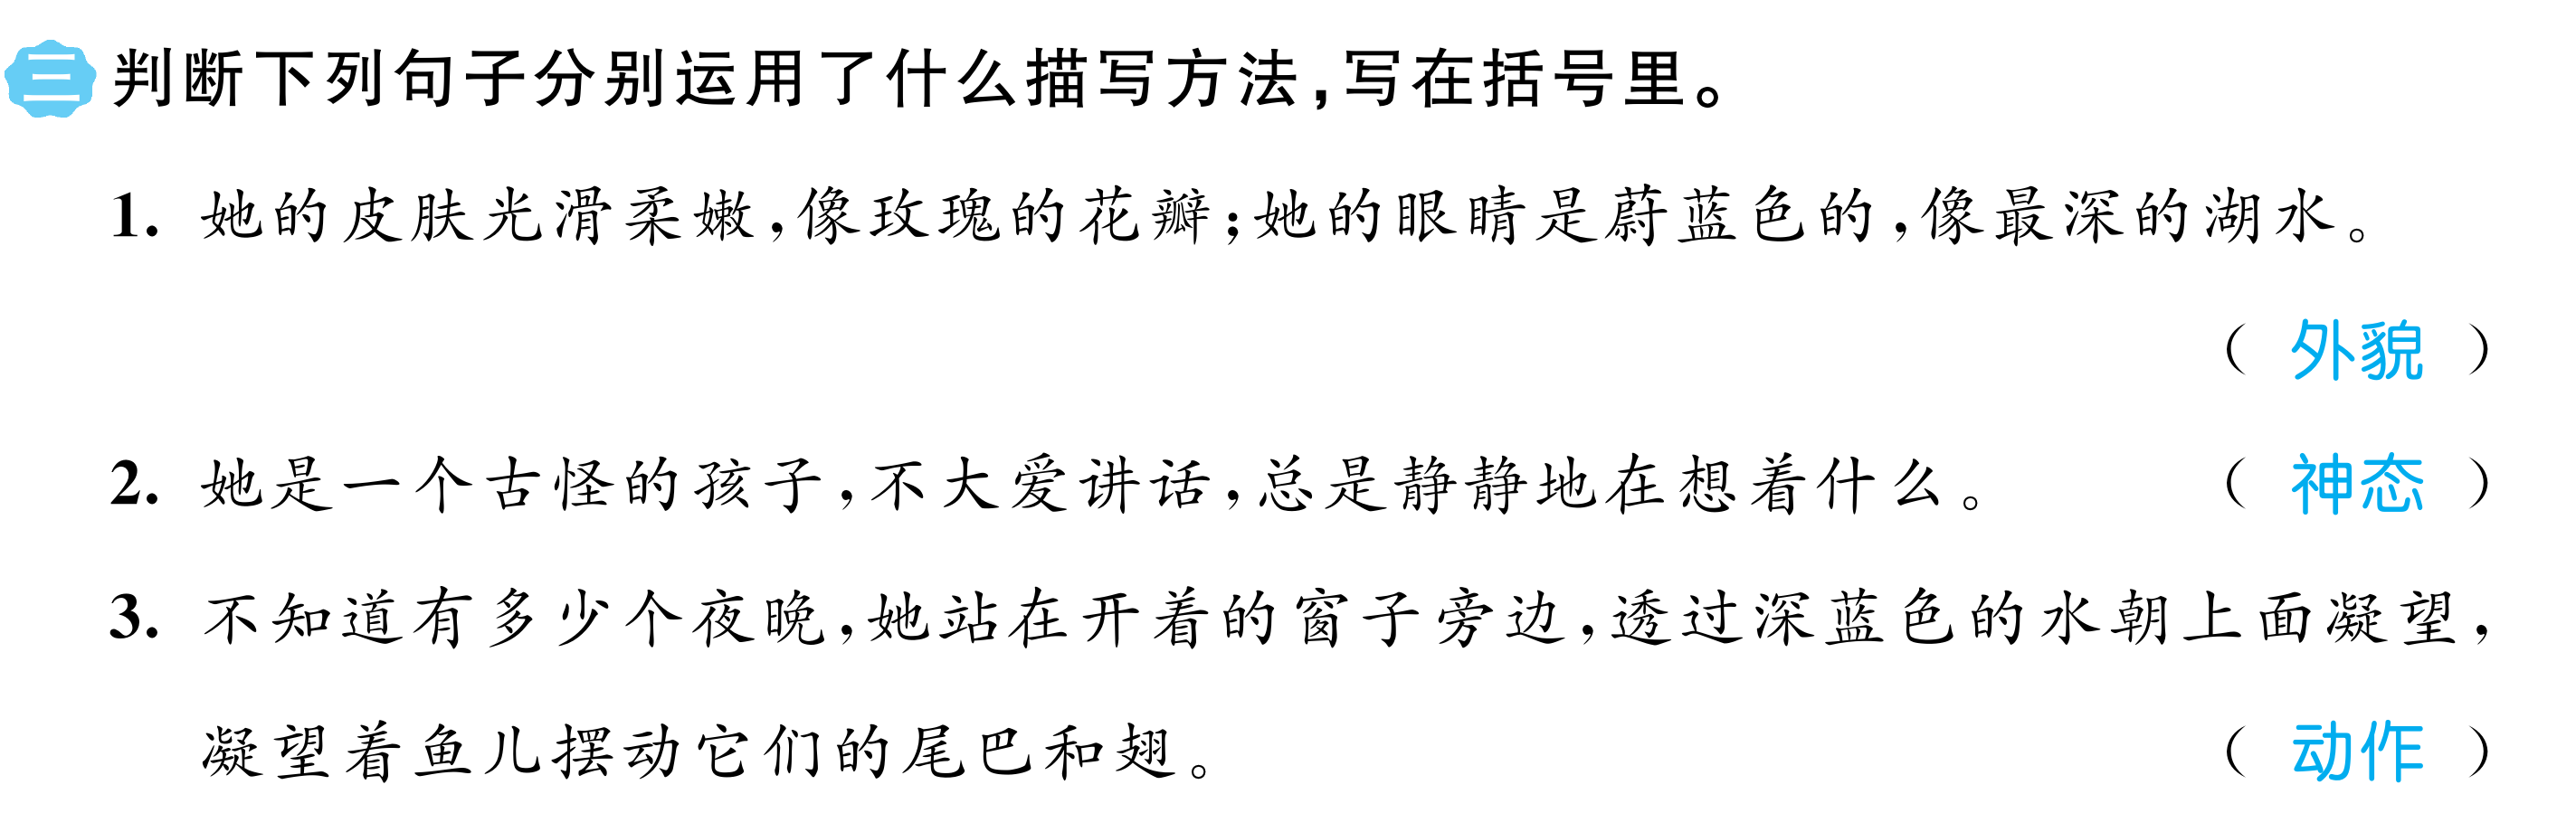 三 判断下列句子分别运用了什么描写方法,写在括号里。
1. 她的皮肤光滑柔嫩,像玫瑰的花瓣;她的眼睛是蔚蓝色的,像最深的湖水。
( 外貌 )
2. 她是一个古怪的孩子,不大爱讲话,总是静静地在想着什么。 ( 神态 )
3. 不知道有多少个夜晚,她站在开着的窗子旁边,透过深蓝色的水朝上面凝望,
凝望着鱼儿摆动它们的尾巴和翅。 ( 动作 )